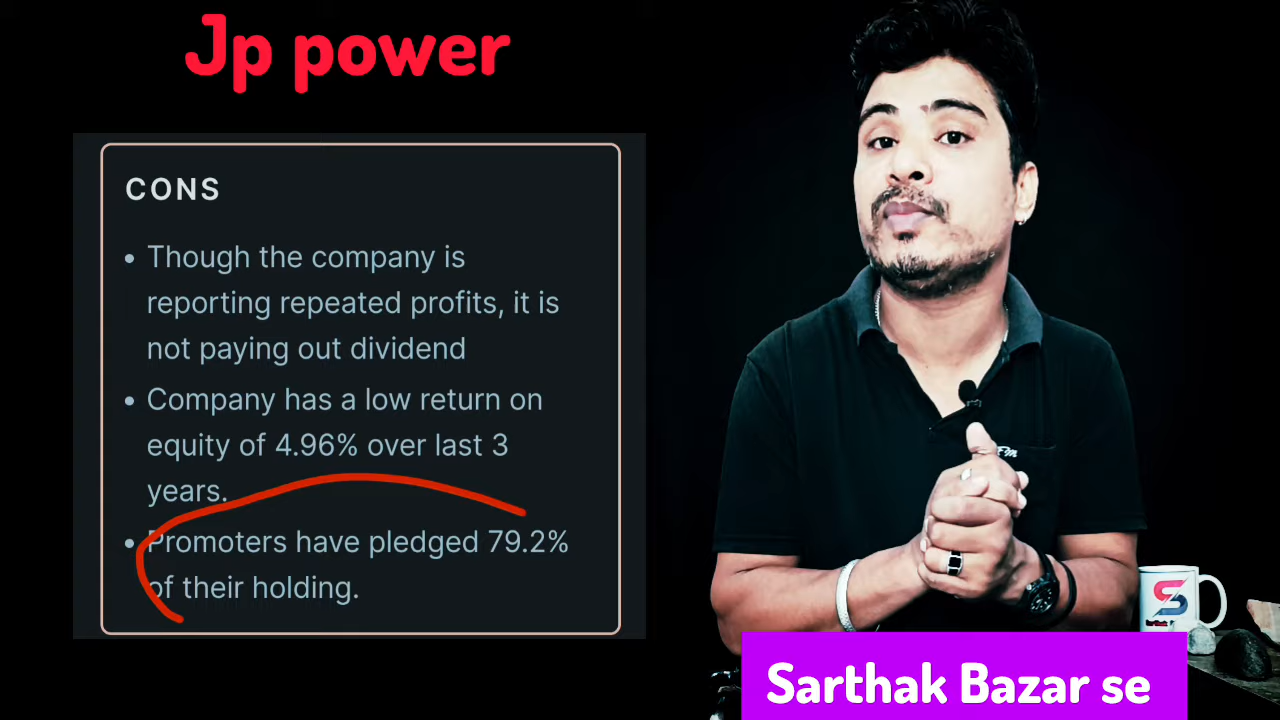 Jp power
CONS
• Though the company is
reporting repeated profits, it is
not paying out dividend
• Company has a low return on
equity of 4.96% over last 3
years.
• Promoters have pledged 79.2%
of their holding.
Sarthak Bazar se